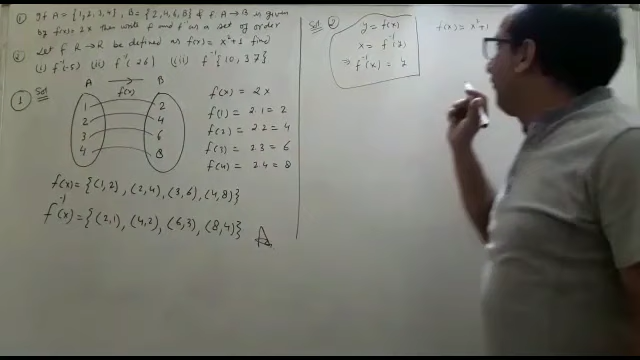 ① If A = {1,2,3,4}, B = {2,4,6,8} & f A→B is given
by f(x) = 2x then write f and f⁻¹ as a set of order
② Let f R→R be defined as f(x) = x²+1 find
(i) f⁻¹(-5) (ii) f⁻¹(26) (iii) f⁻¹{10, 37}
① Sol
A B
f(x)
1 2
2 4
3 6
4 8
f(x) = 2x
f(1) = 2.1 = 2
f(2) = 2.2 = 4
f(3) = 2.3 = 6
f(4) = 2.4 = 8
f(x) = {(1,2), (2,4), (3,6), (4,8)}
f⁻¹(x) = {(2,1), (4,2), (6,3), (8,4)}
Sol ②
y = f(x)
x = f⁻¹(y)
⇒ f⁻¹(x) = y
f(x) = x²+1